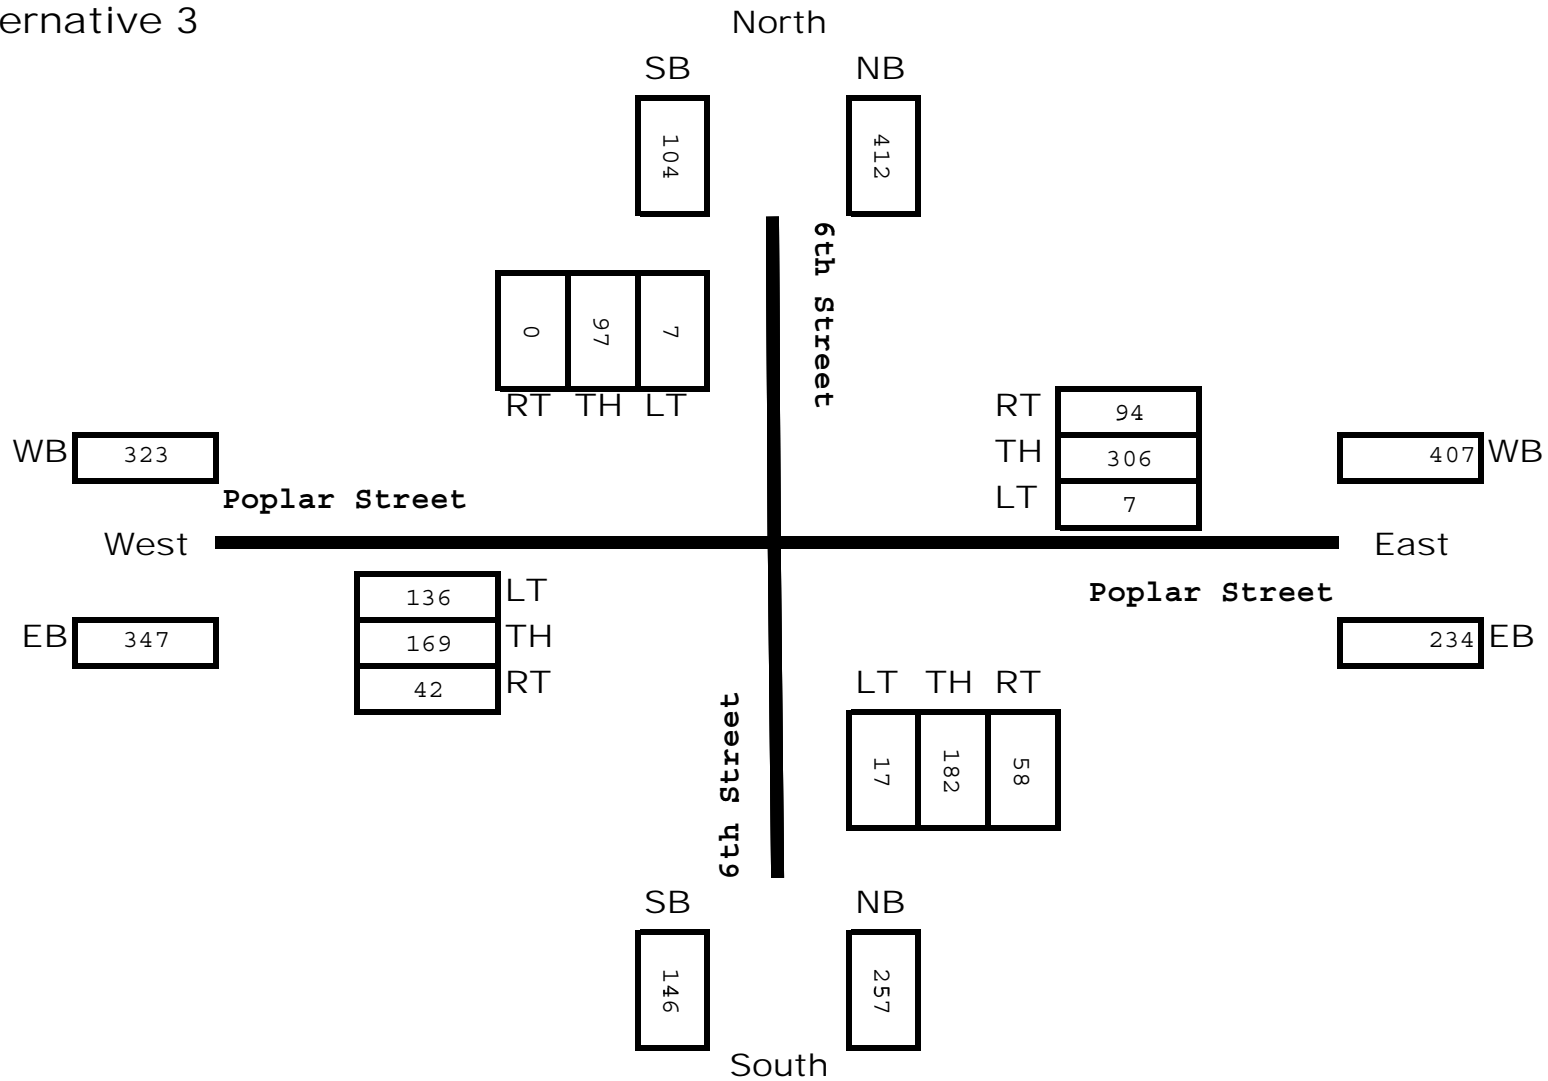 ernative 3
North
SB NB
104 412
6th Street
0 97 7
RT TH LT
RT 94
WB 323
TH 306
407 WB
LT 7
Poplar Street
West
East
136 LT
Poplar Street
EB 347
169 TH
234 EB
42 RT
LT TH RT
6th Street
17 182 58
SB NB
146 257
South